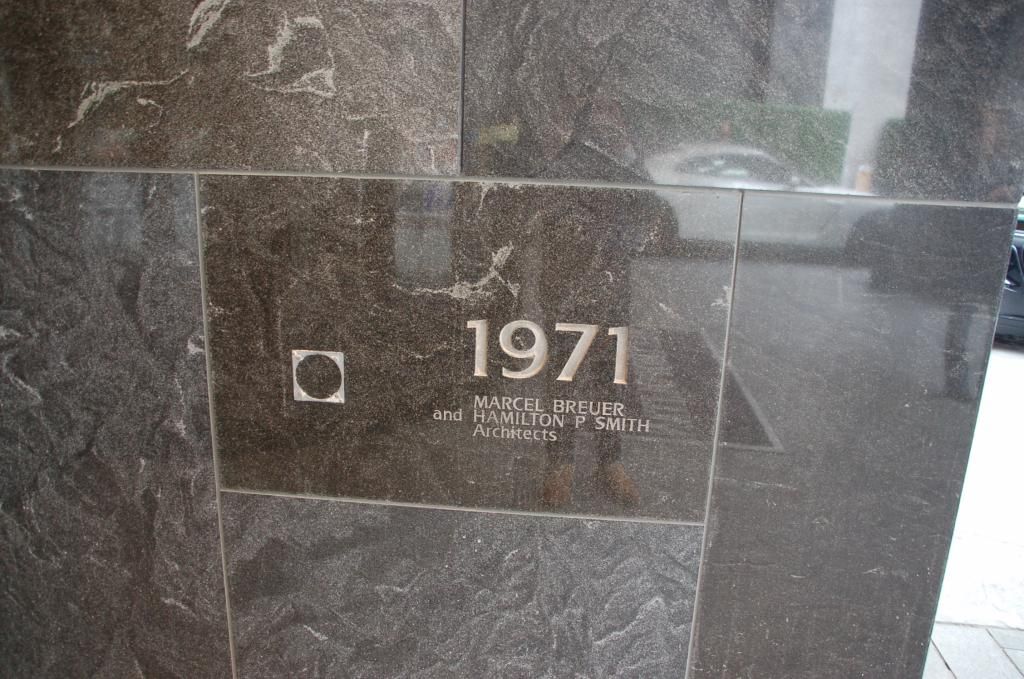 1971
MARCEL BREUER
and HAMILTON P SMITH
Architects